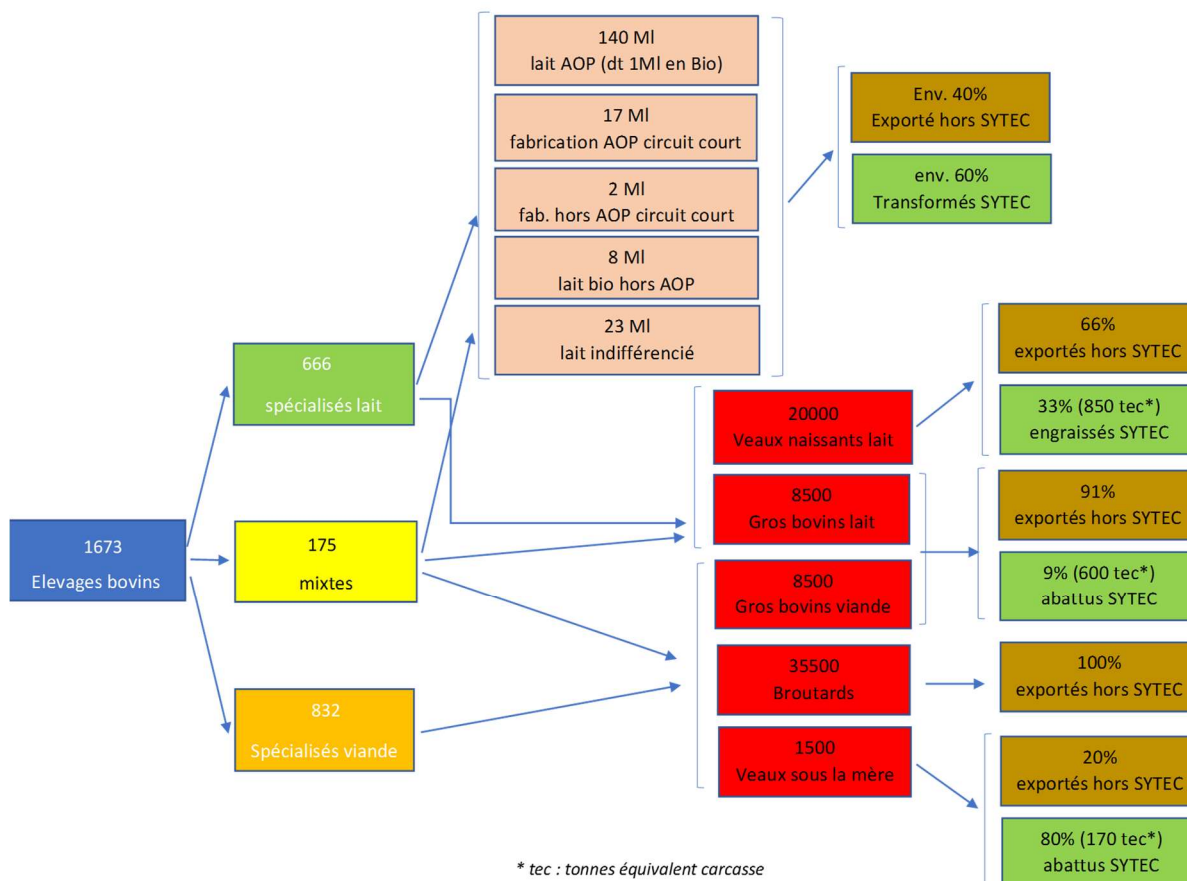 140 Ml
lait AOP (dt 1Ml en Bio)
17 Ml
fabrication AOP circuit court
2 Ml
fab. hors AOP circuit court
8 Ml
lait bio hors AOP
23 Ml
lait indifférencié
Env. 40%
Exporté hors SYTEC
env. 60%
Transformés SYTEC
1673
Elevages bovins
666
spécialisés lait
175
mixtes
832
Spécialisés viande
20000
Veaux naissants lait
8500
Gros bovins lait
8500
Gros bovins viande
35500
Broutards
1500
Veaux sous la mère
66%
exportés hors SYTEC
33% (850 tec*)
engraissés SYTEC
91%
exportés hors SYTEC
9% (600 tec*)
abattus SYTEC
100%
exportés hors SYTEC
20%
exportés hors SYTEC
80% (170 tec*)
abattus SYTEC
* tec : tonnes équivalent carcasse